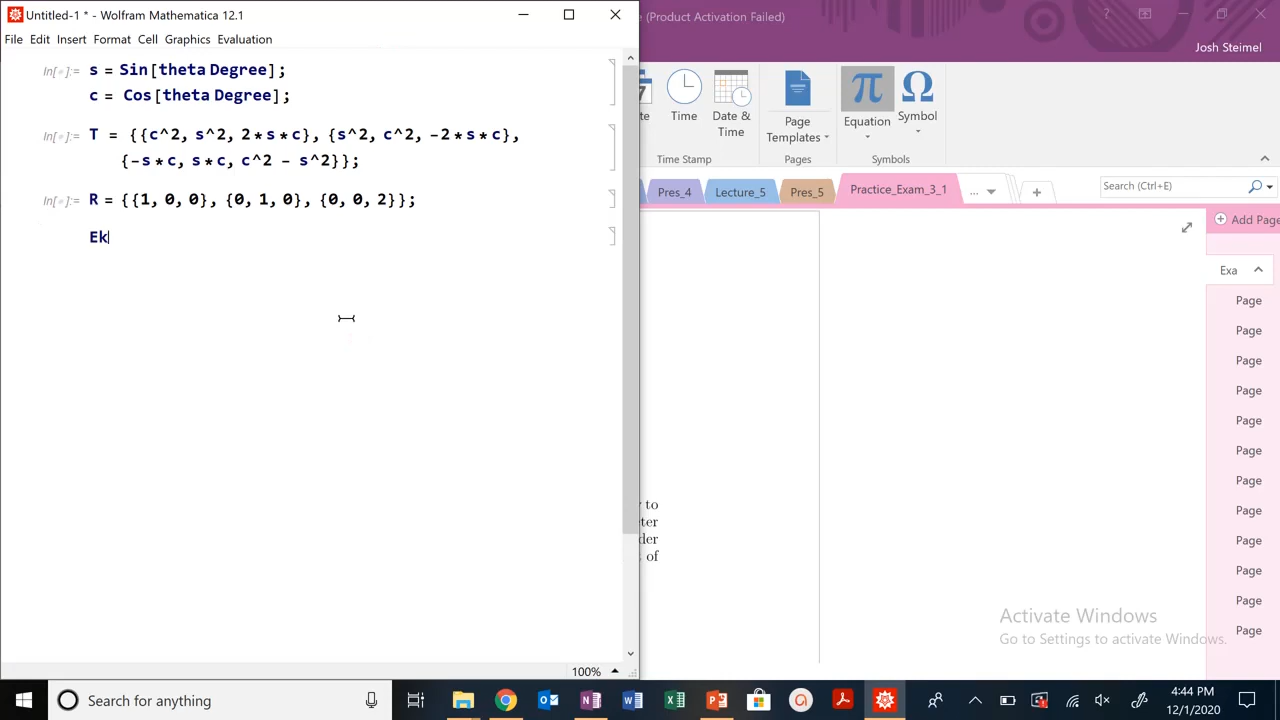 Untitled-1 * - Wolfram Mathematica 12.1
File Edit Insert Format Cell Graphics Evaluation
In[∘]:= s = Sin[theta Degree];
c = Cos[theta Degree];
In[∘]:= T = {{c^2, s^2, 2*s*c}, {s^2, c^2, -2*s*c},
{-s*c, s*c, c^2 - s^2}};
In[∘]:= R = {{1, 0, 0}, {0, 1, 0}, {0, 0, 2}};
Ek
100%
(Product Activation Failed)
Josh Steimel
Time
Date &
Time
Page
Templates
Equation
Symbol
Time Stamp
Pages
Symbols
Pres_4
Lecture_5
Pres_5
Practice_Exam_3_1
...
Search (Ctrl+E)
Add Page
Exa
Page
Page
Page
Page
Page
Page
Page
Page
Page
Page
Page
Page
to
of
Activate Windows
Go to Settings to activate Windows.
Search for anything
4:44 PM
12/1/2020